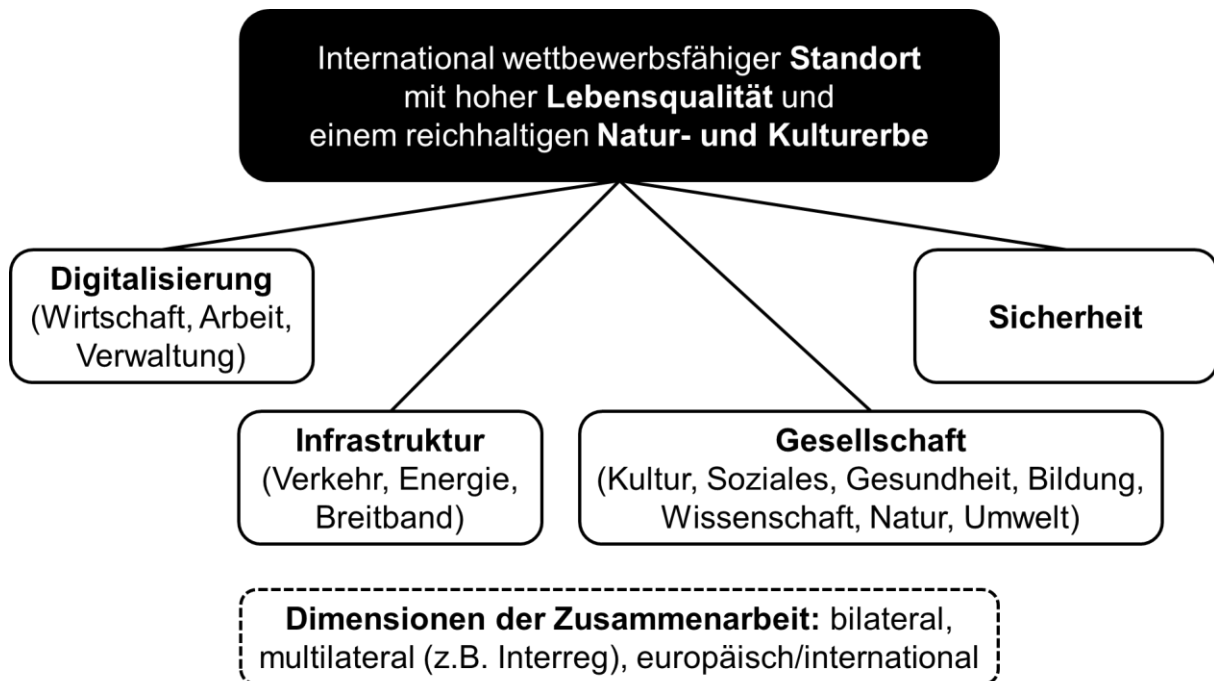 International wettbewerbsfähiger Standort
mit hoher Lebensqualität und
einem reichhaltigen Natur- und Kulturerbe
Digitalisierung
(Wirtschaft, Arbeit,
Verwaltung)
Sicherheit
Infrastruktur
(Verkehr, Energie,
Breitband)
Gesellschaft
(Kultur, Soziales, Gesundheit, Bildung,
Wissenschaft, Natur, Umwelt)
Dimensionen der Zusammenarbeit: bilateral,
multilateral (z.B. Interreg), europäisch/international